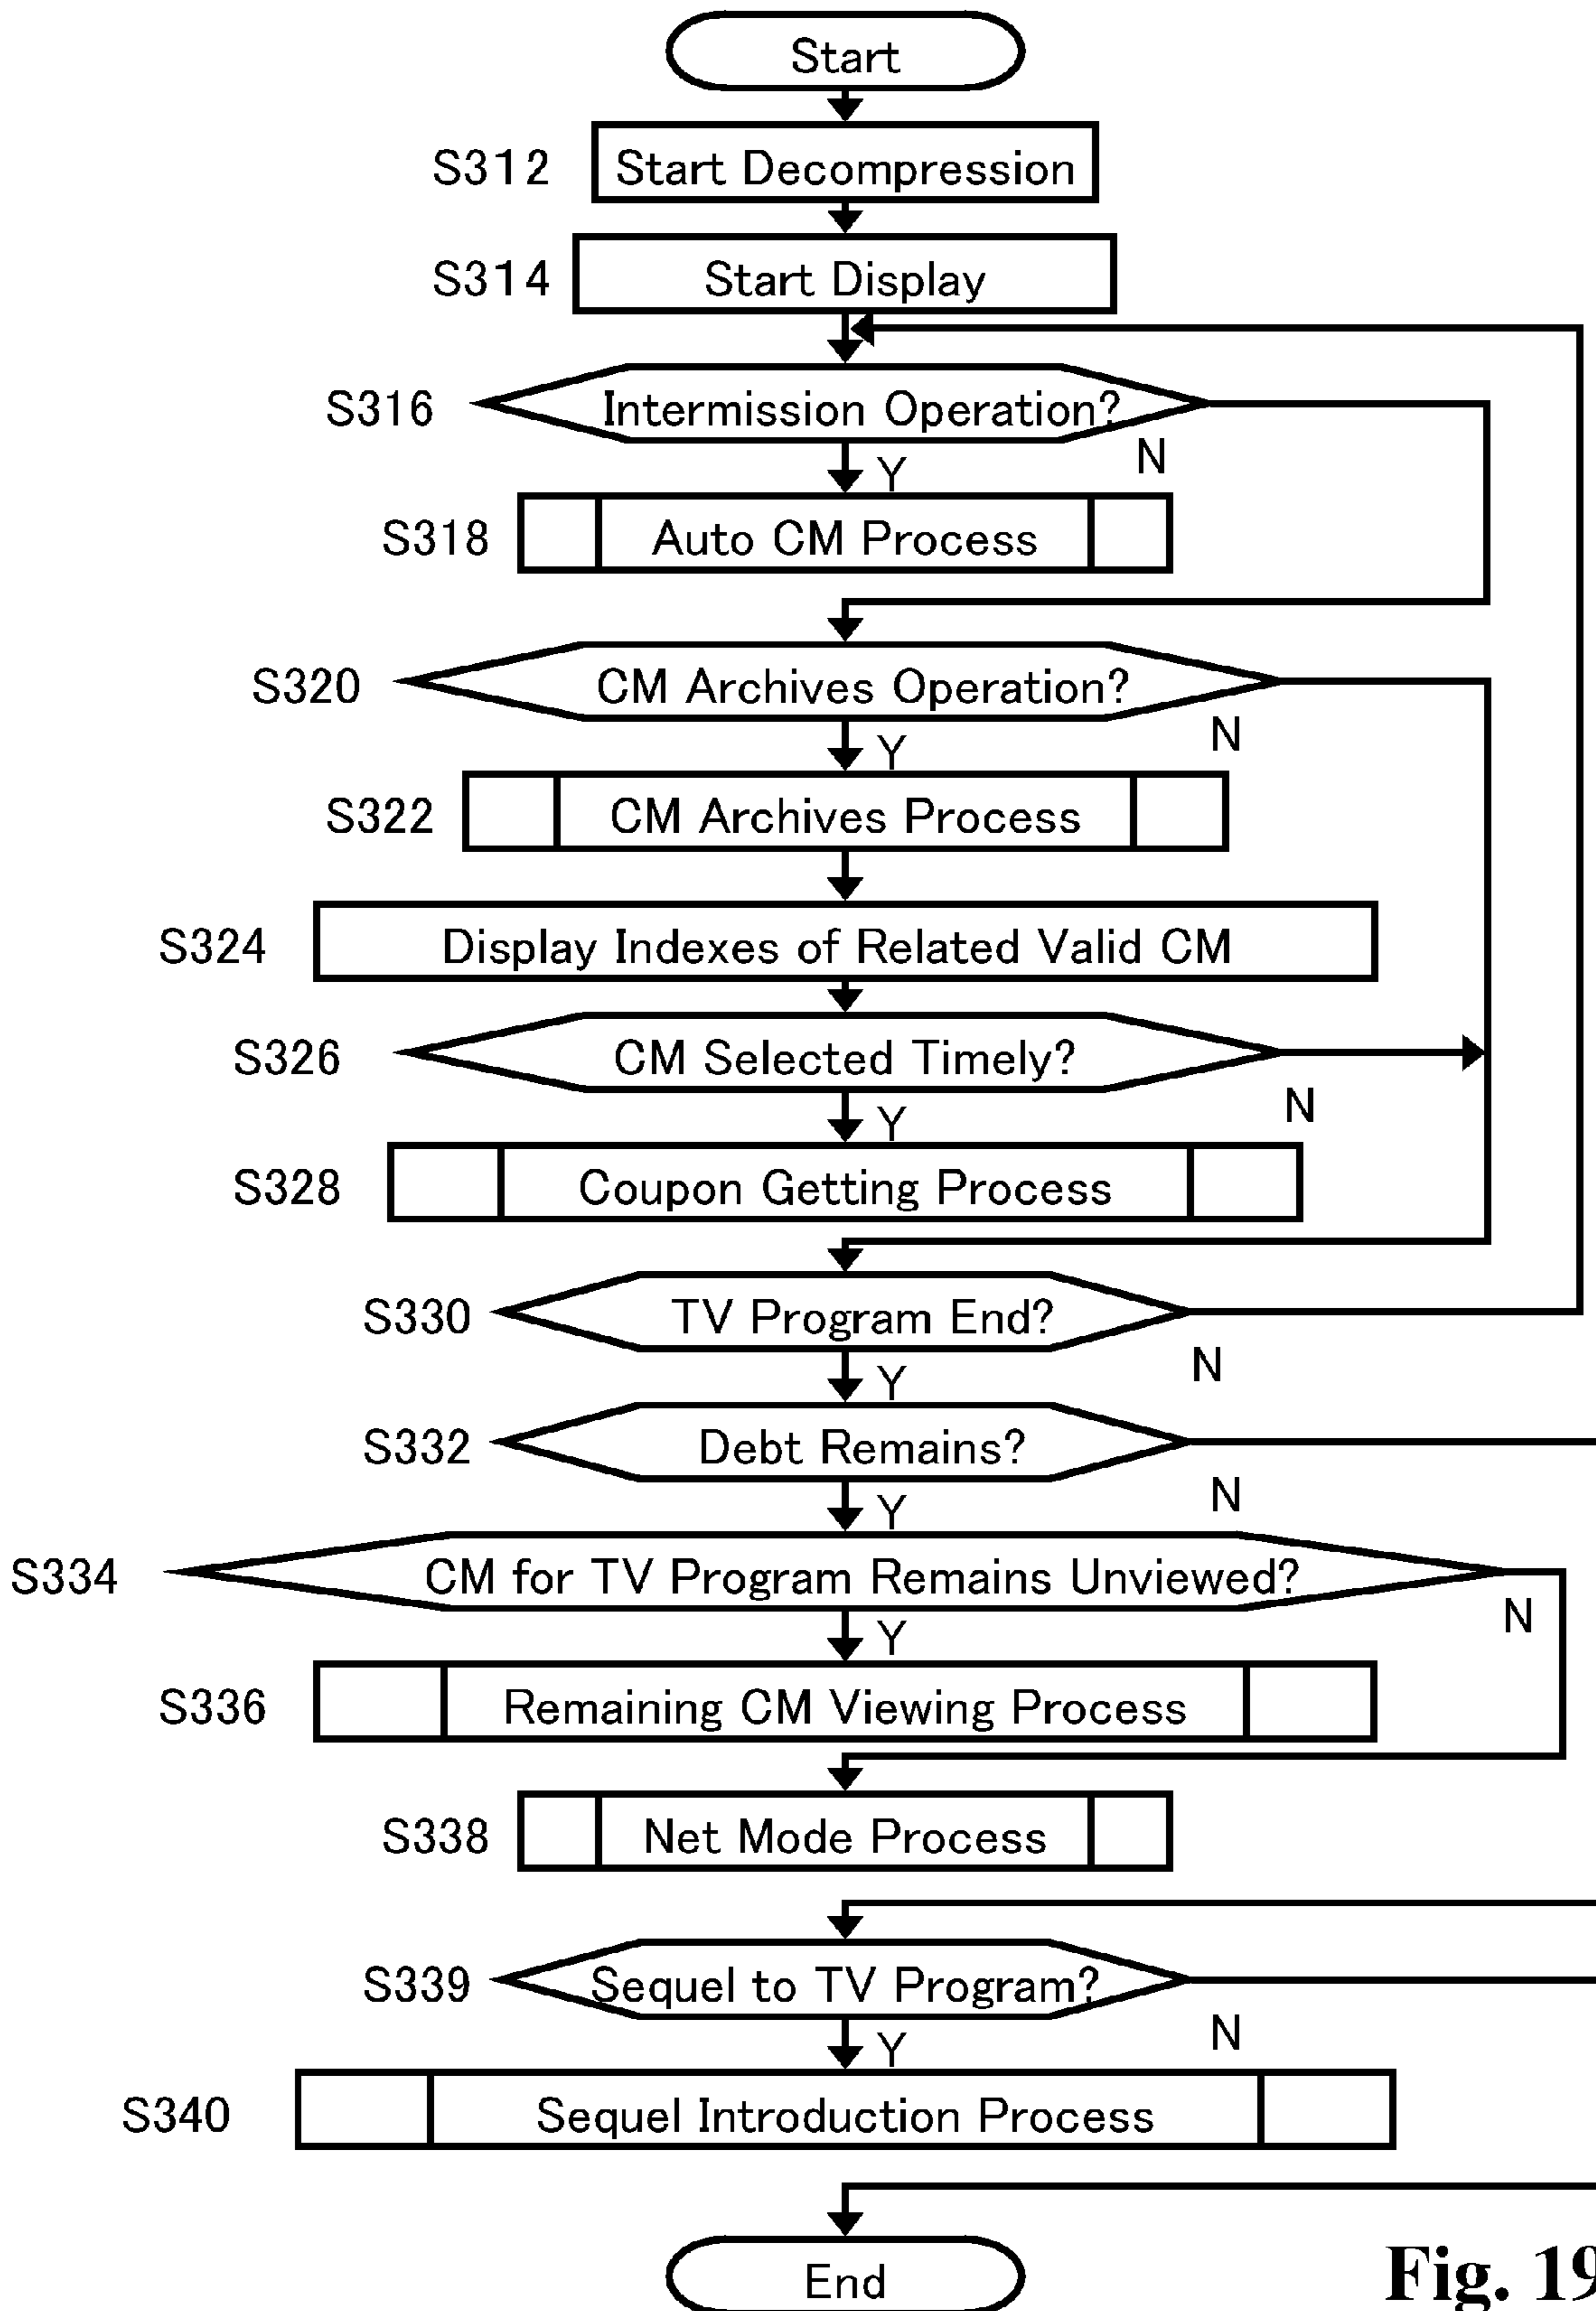 Start
S312 Start Decompression
S314 Start Display
S316 Intermission Operation?
Y N
S318 Auto CM Process
S320 CM Archives Operation?
Y N
S322 CM Archives Process
S324 Display Indexes of Related Valid CM
S326 CM Selected Timely?
Y N
S328 Coupon Getting Process
S330 TV Program End?
Y N
S332 Debt Remains?
Y N
S334 CM for TV Program Remains Unviewed?
Y N
S336 Remaining CM Viewing Process
S338 Net Mode Process
S339 Sequel to TV Program?
Y N
S340 Sequel Introduction Process
End
Fig. 19